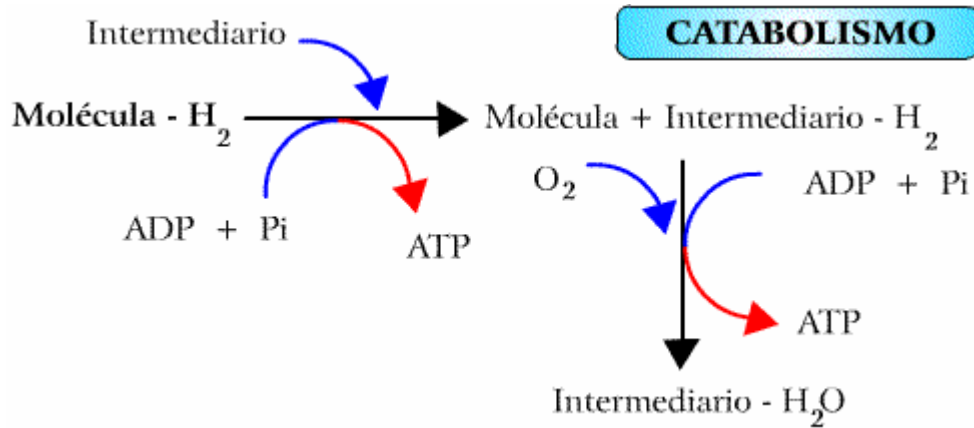 CATABOLISMO
Intermediario
Molécula - H₂
Molécula + Intermediario - H₂
ADP + Pi
ATP
O₂
ADP + Pi
ATP
Intermediario - H₂O